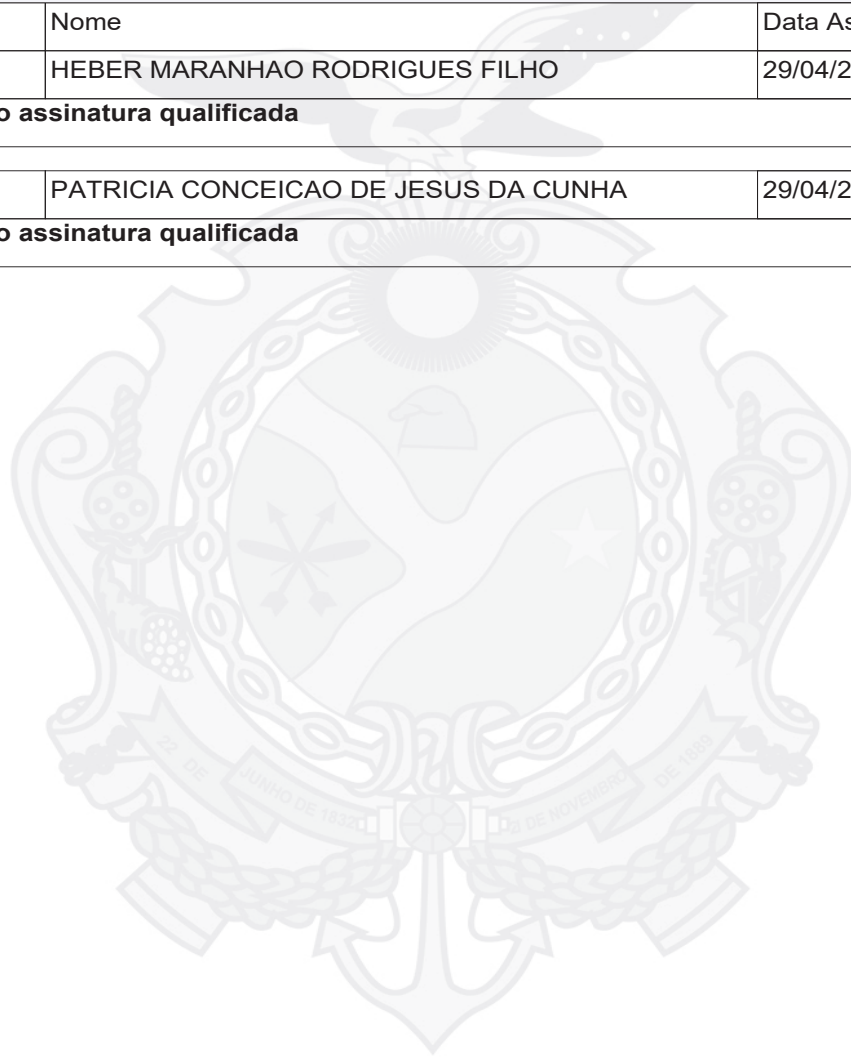 Nome Data As
HEBER MARANHAO RODRIGUES FILHO 29/04/2
o assinatura qualificada
PATRICIA CONCEICAO DE JESUS DA CUNHA 29/04/2
o assinatura qualificada
22 DE JUNHO DE 1832
21 DE NOVEMBRO DE 1889